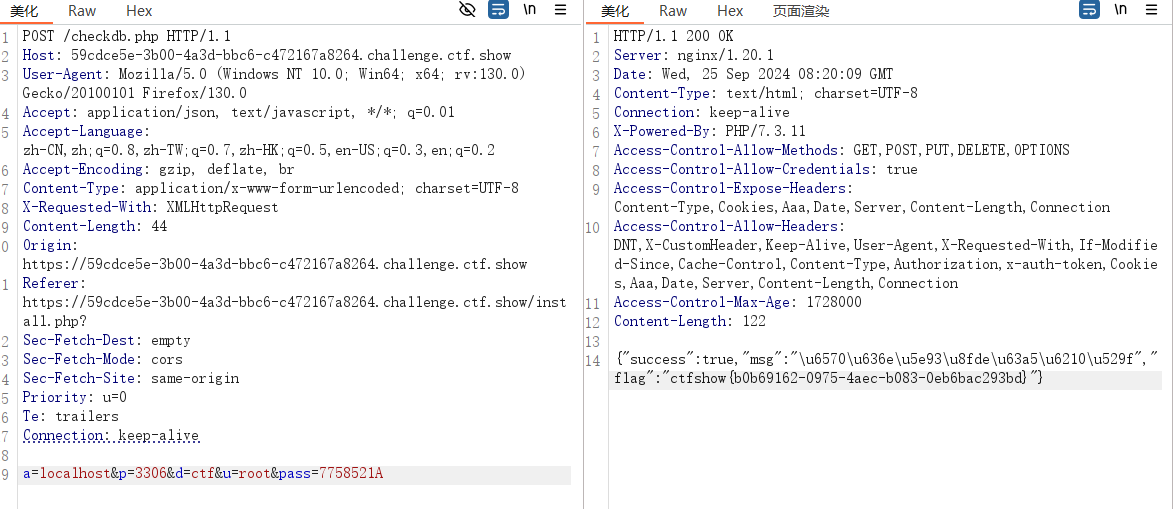 美化 Raw Hex \n
1 POST /checkdb.php HTTP/1.1
2 Host: 59cdce5e-3b00-4a3d-bbc6-c472167a8264.challenge.ctf.show
3 User-Agent: Mozilla/5.0 (Windows NT 10.0; Win64; x64; rv:130.0)
Gecko/20100101 Firefox/130.0
4 Accept: application/json, text/javascript, */*; q=0.01
5 Accept-Language:
zh-CN,zh;q=0.8,zh-TW;q=0.7,zh-HK;q=0.5,en-US;q=0.3,en;q=0.2
6 Accept-Encoding: gzip, deflate, br
7 Content-Type: application/x-www-form-urlencoded; charset=UTF-8
8 X-Requested-With: XMLHttpRequest
9 Content-Length: 44
0 Origin:
https://59cdce5e-3b00-4a3d-bbc6-c472167a8264.challenge.ctf.show
1 Referer:
https://59cdce5e-3b00-4a3d-bbc6-c472167a8264.challenge.ctf.show/inst
all.php?
2 Sec-Fetch-Dest: empty
3 Sec-Fetch-Mode: cors
4 Sec-Fetch-Site: same-origin
5 Priority: u=0
6 Te: trailers
7 Connection: keep-alive
8
9 a=localhost&p=3306&d=ctf&u=root&pass=7758521A
美化 Raw Hex 页面渲染 \n
1 HTTP/1.1 200 OK
2 Server: nginx/1.20.1
3 Date: Wed, 25 Sep 2024 08:20:09 GMT
4 Content-Type: text/html; charset=UTF-8
5 Connection: keep-alive
6 X-Powered-By: PHP/7.3.11
7 Access-Control-Allow-Methods: GET,POST,PUT,DELETE,OPTIONS
8 Access-Control-Allow-Credentials: true
9 Access-Control-Expose-Headers:
Content-Type,Cookies,Aaa,Date,Server,Content-Length,Connection
10 Access-Control-Allow-Headers:
DNT,X-CustomHeader,Keep-Alive,User-Agent,X-Requested-With,If-Modifie
d-Since,Cache-Control,Content-Type,Authorization,x-auth-token,Cookie
s,Aaa,Date,Server,Content-Length,Connection
11 Access-Control-Max-Age: 1728000
12 Content-Length: 122
13
14 {"success":true,"msg":"\u6570\u636e\u5e93\u8fde\u63a5\u6210\u529f","
flag":"ctfshow{b0b69162-0975-4aec-b083-0eb6bac293bd}"}